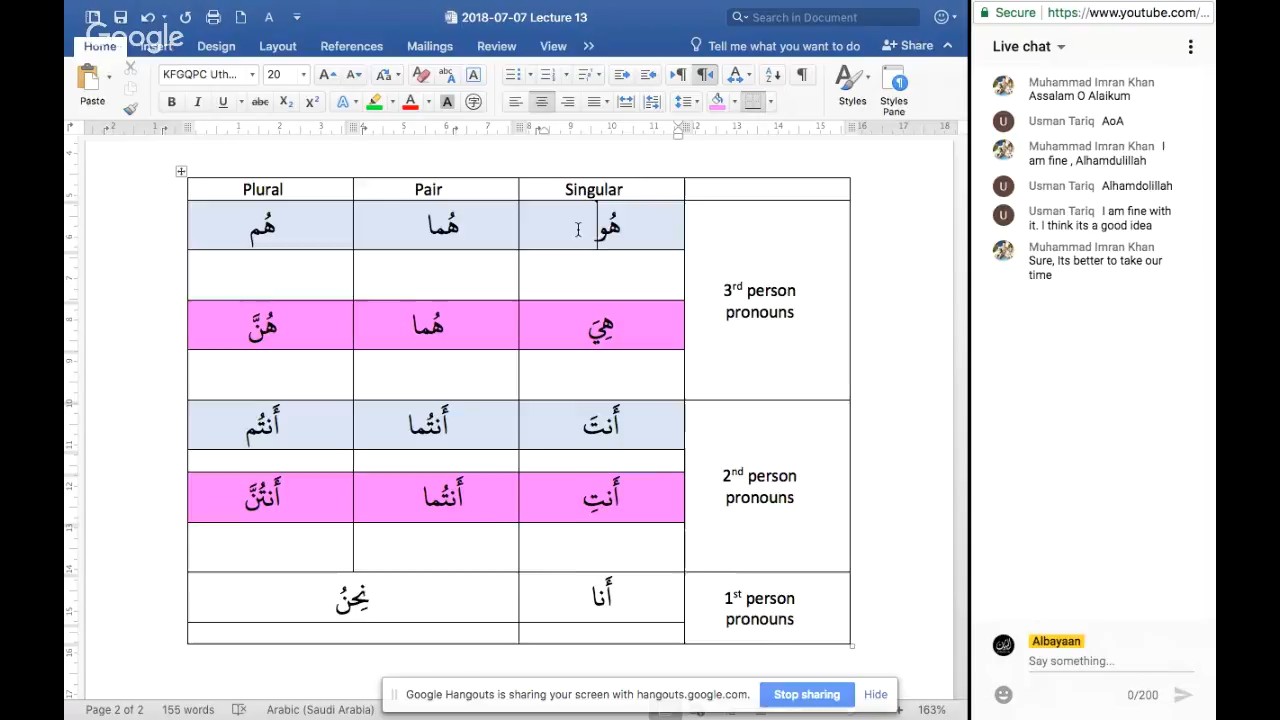 2018-07-07 Lecture 13
Search in Document
Google
Home Insert Design Layout References Mailings Review View
Tell me what you want to do
Share
Paste
KFGQPC Uth...
20
Styles
Styles Pane
Plural Pair Singular
هُم هُما هُو
3rd person pronouns
هُنَّ هُما هِيَ
أَنتُم أَنتُما أَنتَ
2nd person pronouns
أَنتُنَّ أَنتُما أَنتِ
نِحنُ أَنا
1st person pronouns
Google Hangouts is sharing your screen with hangouts.google.com.
Stop sharing
Hide
Page 2 of 2 155 words Arabic (Saudi Arabia) 163%
Secure https://www.youtube.com/...
Live chat
Muhammad Imran Khan
Assalam O Alaikum
Usman Tariq AoA
Muhammad Imran Khan I
am fine , Alhamdulillah
Usman Tariq Alhamdolillah
Usman Tariq I am fine with
it. I think its a good idea
Muhammad Imran Khan
Sure, Its better to take our
time
Albayaan
Say something...
0/200